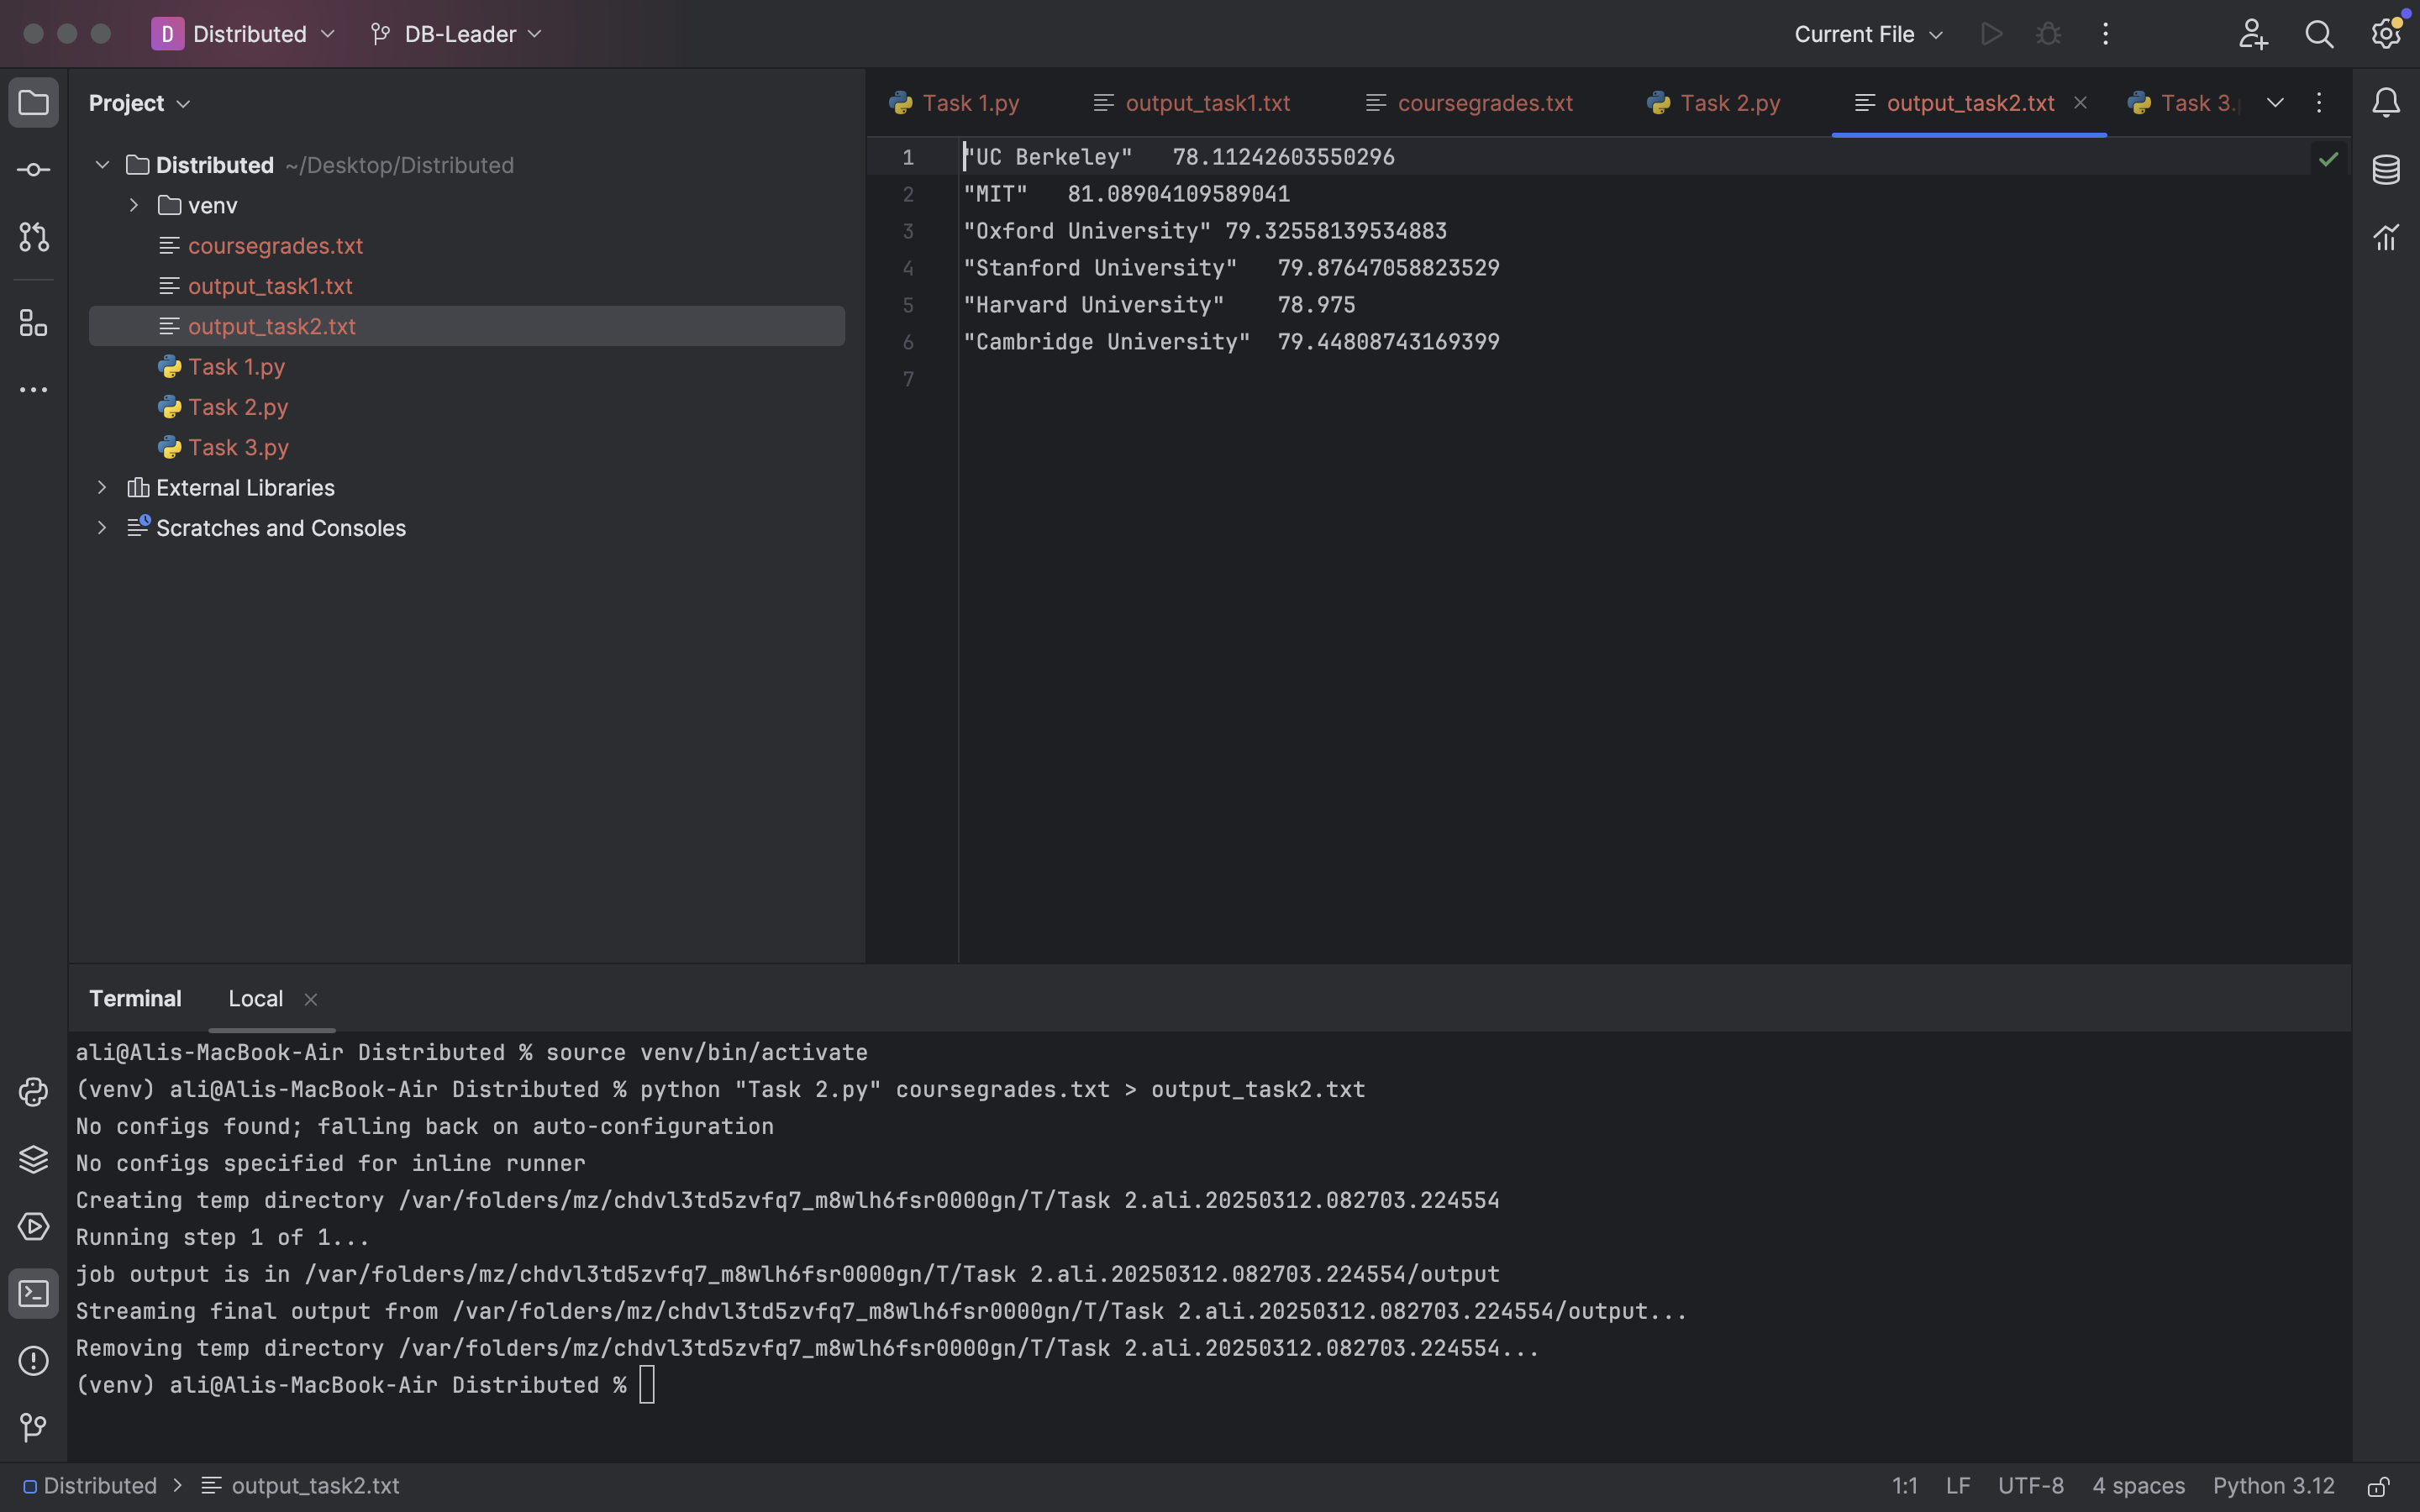 D Distributed DB-Leader Current File
Project
Task 1.py output_task1.txt coursegrades.txt Task 2.py output_task2.txt Task 3.
Distributed ~/Desktop/Distributed
venv
coursegrades.txt
output_task1.txt
output_task2.txt
Task 1.py
Task 2.py
Task 3.py
External Libraries
Scratches and Consoles
1 "UC Berkeley" 78.11242603550296
2 "MIT" 81.08904109589041
3 "Oxford University" 79.32558139534883
4 "Stanford University" 79.87647058823529
5 "Harvard University" 78.975
6 "Cambridge University" 79.44808743169399
7
Terminal Local
ali@Alis-MacBook-Air Distributed % source venv/bin/activate
(venv) ali@Alis-MacBook-Air Distributed % python "Task 2.py" coursegrades.txt > output_task2.txt
No configs found; falling back on auto-configuration
No configs specified for inline runner
Creating temp directory /var/folders/mz/chdvl3td5zvfq7_m8wlh6fsr0000gn/T/Task 2.ali.20250312.082703.224554
Running step 1 of 1...
job output is in /var/folders/mz/chdvl3td5zvfq7_m8wlh6fsr0000gn/T/Task 2.ali.20250312.082703.224554/output
Streaming final output from /var/folders/mz/chdvl3td5zvfq7_m8wlh6fsr0000gn/T/Task 2.ali.20250312.082703.224554/output...
Removing temp directory /var/folders/mz/chdvl3td5zvfq7_m8wlh6fsr0000gn/T/Task 2.ali.20250312.082703.224554...
(venv) ali@Alis-MacBook-Air Distributed %
Distributed > output_task2.txt 1:1 LF UTF-8 4 spaces Python 3.12